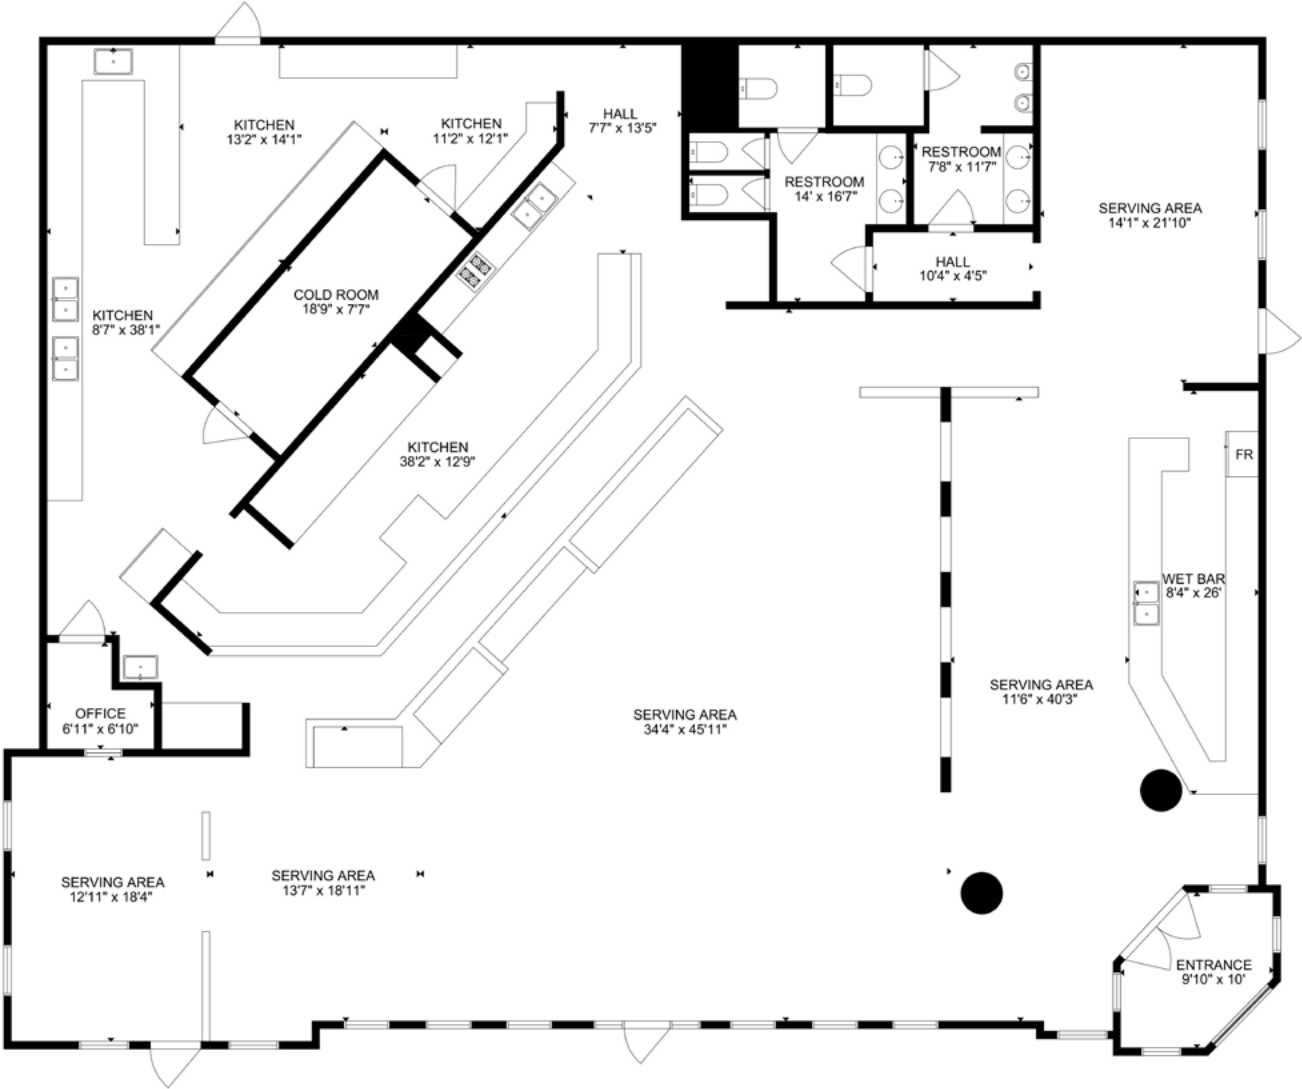 KITCHEN
13'2" x 14'1"
KITCHEN
11'2" x 12'1"
HALL
7'7" x 13'5"
RESTROOM
14' x 16'7"
RESTROOM
7'8" x 11'7"
SERVING AREA
14'1" x 21'10"
HALL
10'4" x 4'5"
COLD ROOM
18'9" x 7'7"
KITCHEN
8'7" x 38'1"
KITCHEN
38'2" x 12'9"
FR
WET BAR
8'4" x 26'
SERVING AREA
11'6" x 40'3"
OFFICE
6'11" x 6'10"
SERVING AREA
34'4" x 45'11"
SERVING AREA
12'11" x 18'4"
SERVING AREA
13'7" x 18'11"
ENTRANCE
9'10" x 10'